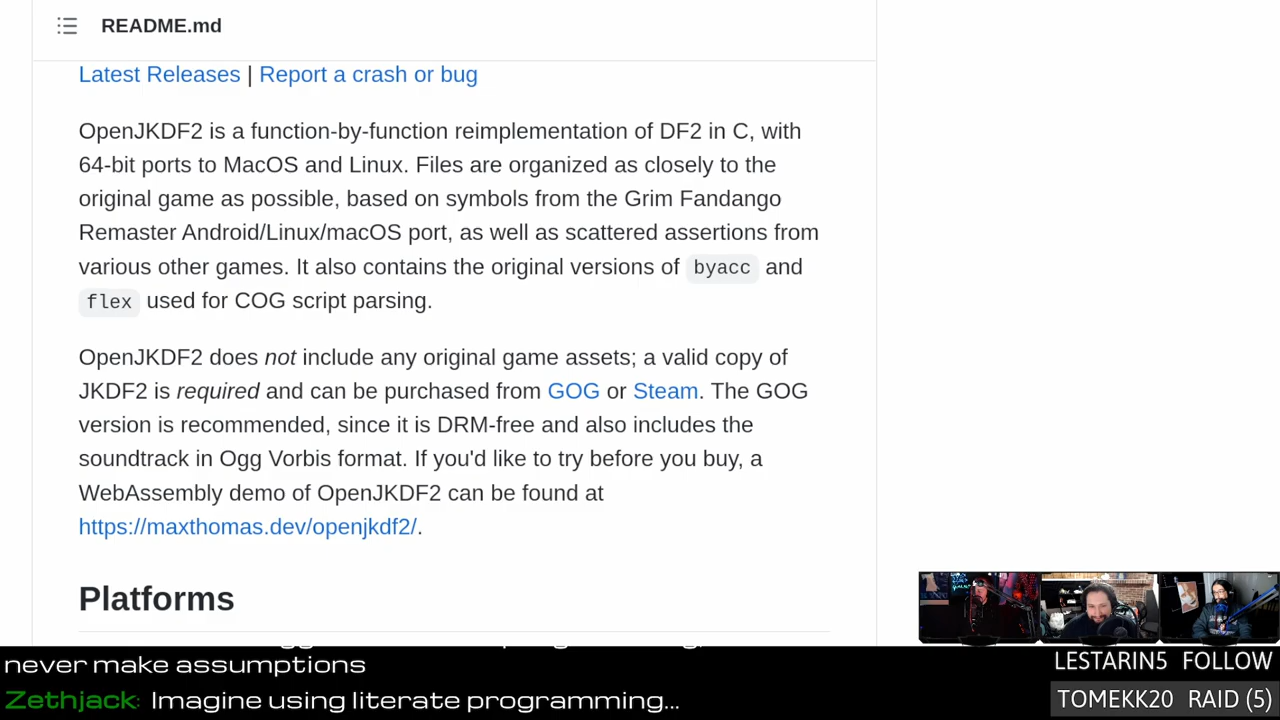 README.md
Latest Releases | Report a crash or bug
OpenJKDF2 is a function-by-function reimplementation of DF2 in C, with
64-bit ports to MacOS and Linux. Files are organized as closely to the
original game as possible, based on symbols from the Grim Fandango
Remaster Android/Linux/macOS port, as well as scattered assertions from
various other games. It also contains the original versions of byacc and
flex used for COG script parsing.
OpenJKDF2 does not include any original game assets; a valid copy of
JKDF2 is required and can be purchased from GOG or Steam. The GOG
version is recommended, since it is DRM-free and also includes the
soundtrack in Ogg Vorbis format. If you'd like to try before you buy, a
WebAssembly demo of OpenJKDF2 can be found at
https://maxthomas.dev/openjkdf2/.
Platforms
never make assumptions
Zethjack: Imagine using literate programming...
LESTARIN5 FOLLOW
TOMEKK20 RAID (5)